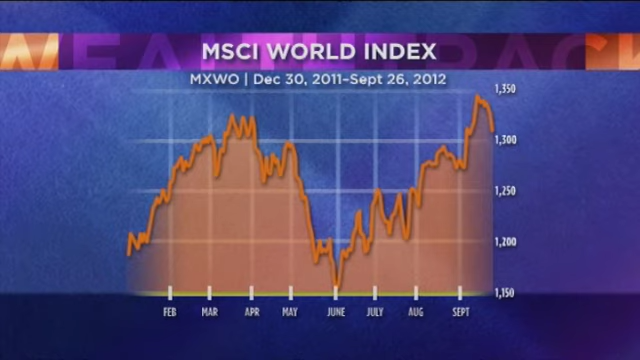 WEALTHTRACK
MSCI WORLD INDEX
MXWO | Dec 30, 2011–Sept 26, 2012
1,350
1,300
1,250
1,200
1,150
FEB MAR APR MAY JUNE JULY AUG SEPT